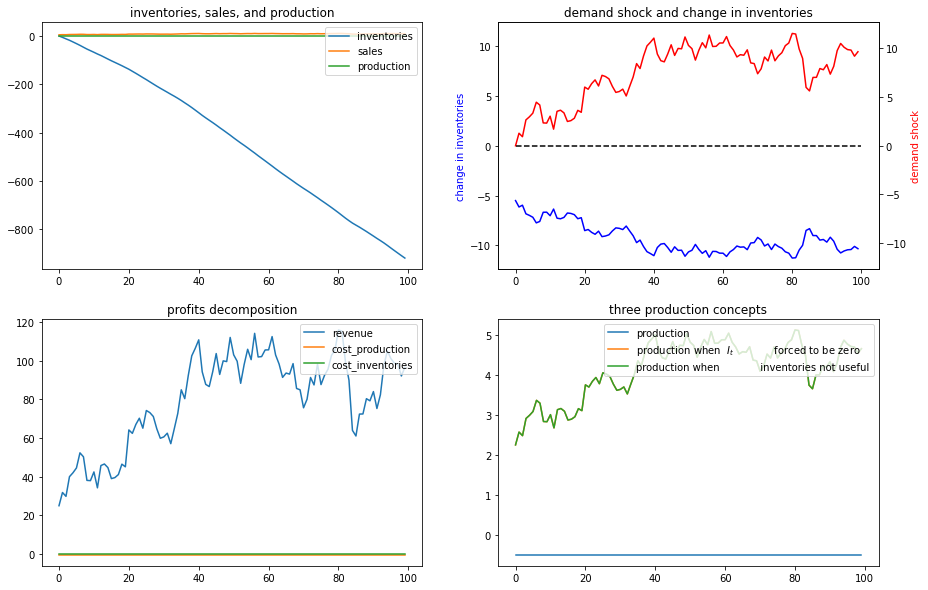 inventories, sales, and production
inventories
sales
production
0
−200
−400
−600
−800
0 20 40 60 80 100
demand shock and change in inventories
change in inventories
10
5
0
−5
−10
10
5
0
−5
−10
demand shock
0 20 40 60 80 100
profits decomposition
revenue
cost_production
cost_inventories
120
100
80
60
40
20
0
0 20 40 60 80 100
three production concepts
production
production when I_t forced to be zero
production when inventories not useful
5
4
3
2
1
0
0 20 40 60 80 100